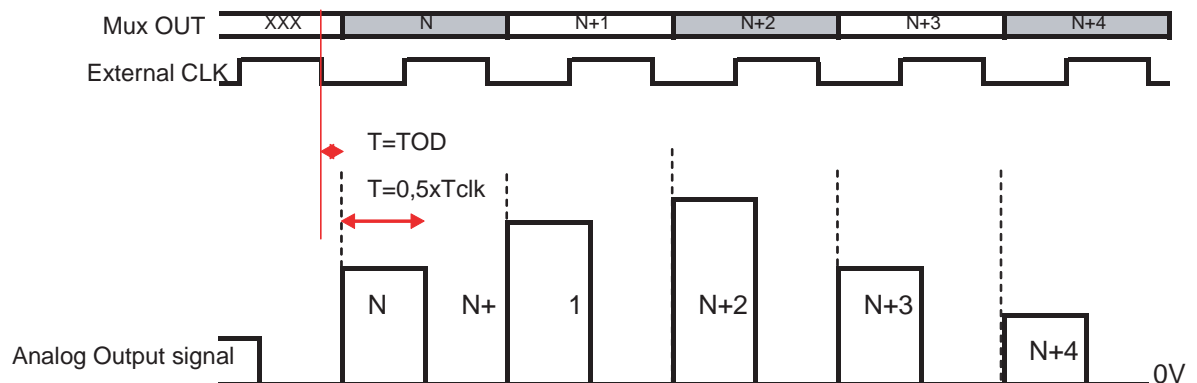 Mux OUT XXX N N+1 N+2 N+3 N+4
External CLK
T=TOD
T=0,5xTclk
N N+ 1 N+2 N+3 N+4
Analog Output signal 0V